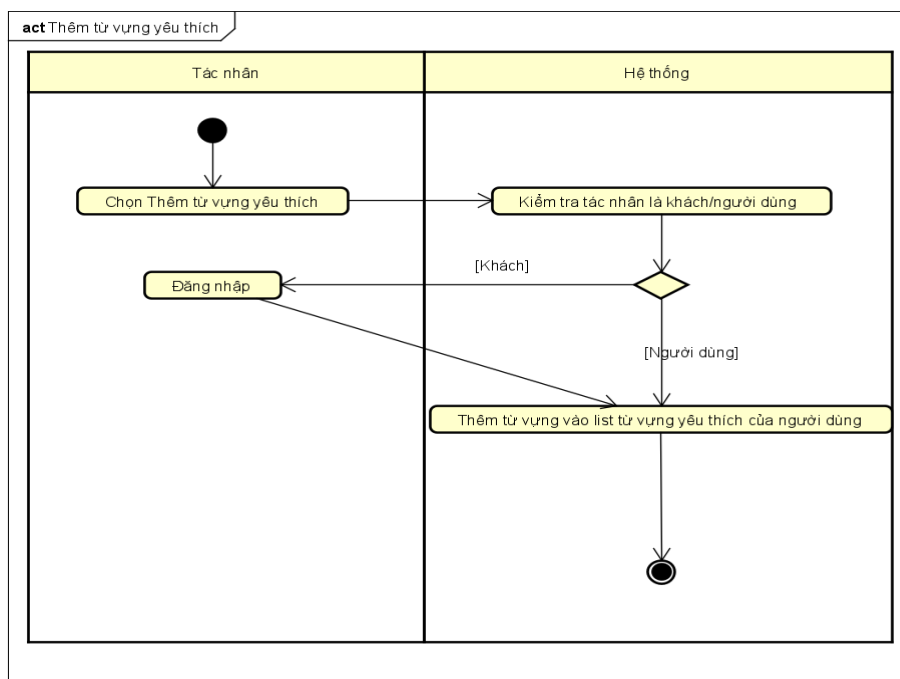 act Thêm từ vựng yêu thích
Tác nhân
Hệ thống
Chọn Thêm từ vựng yêu thích
Kiểm tra tác nhân là khách/người dùng
[Khách]
Đăng nhập
[Người dùng]
Thêm từ vựng vào list từ vựng yêu thích của người dùng